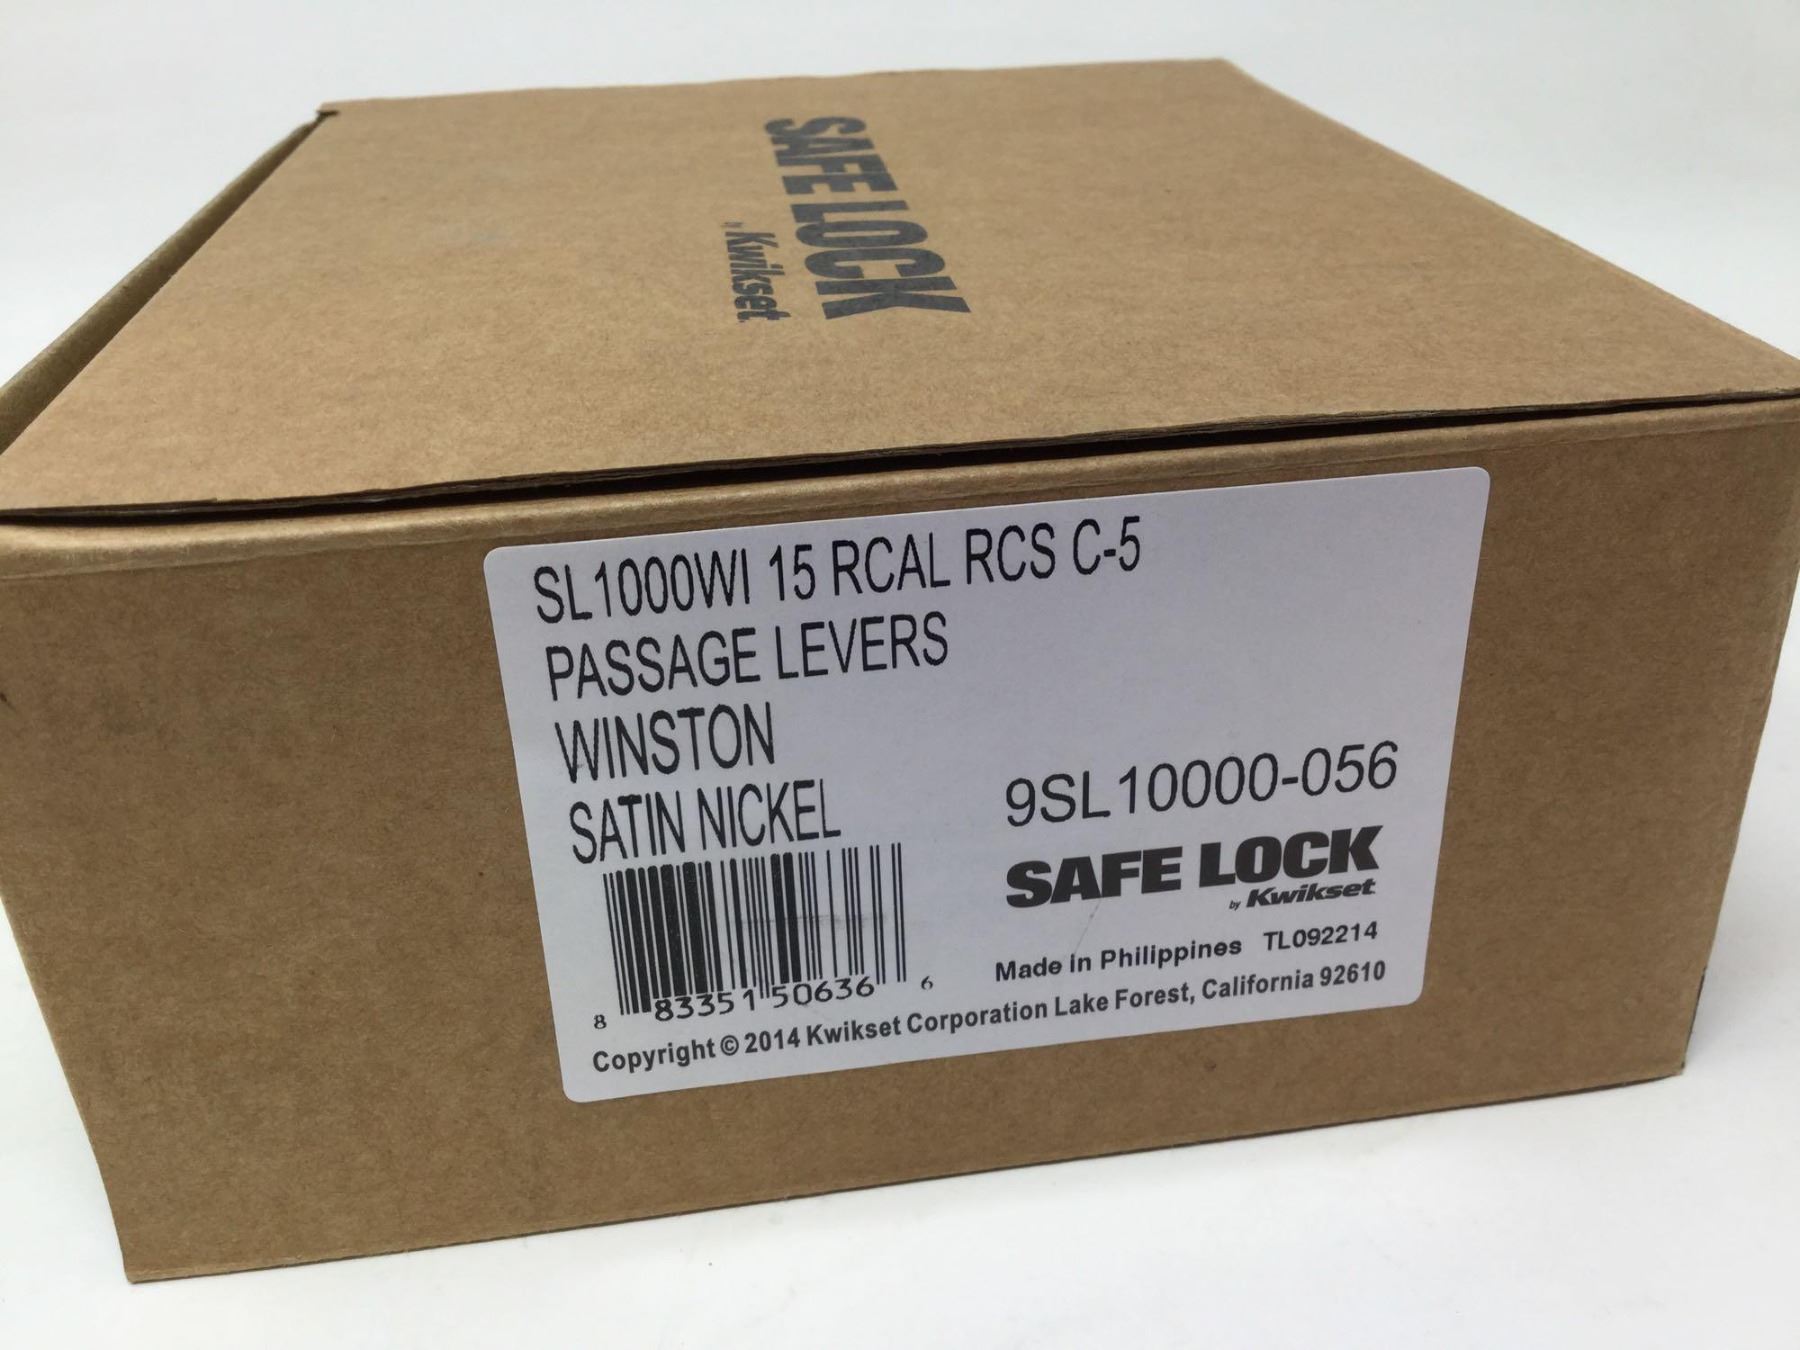 SAFE LOCK
by Kwikset
SL1000WI 15 RCAL RCS C-5
PASSAGE LEVERS
WINSTON
SATIN NICKEL
9SL10000-056
SAFE LOCK
by Kwikset
Made in Philippines TL092214
8 83351 50636 6
Copyright © 2014 Kwikset Corporation Lake Forest, California 92610